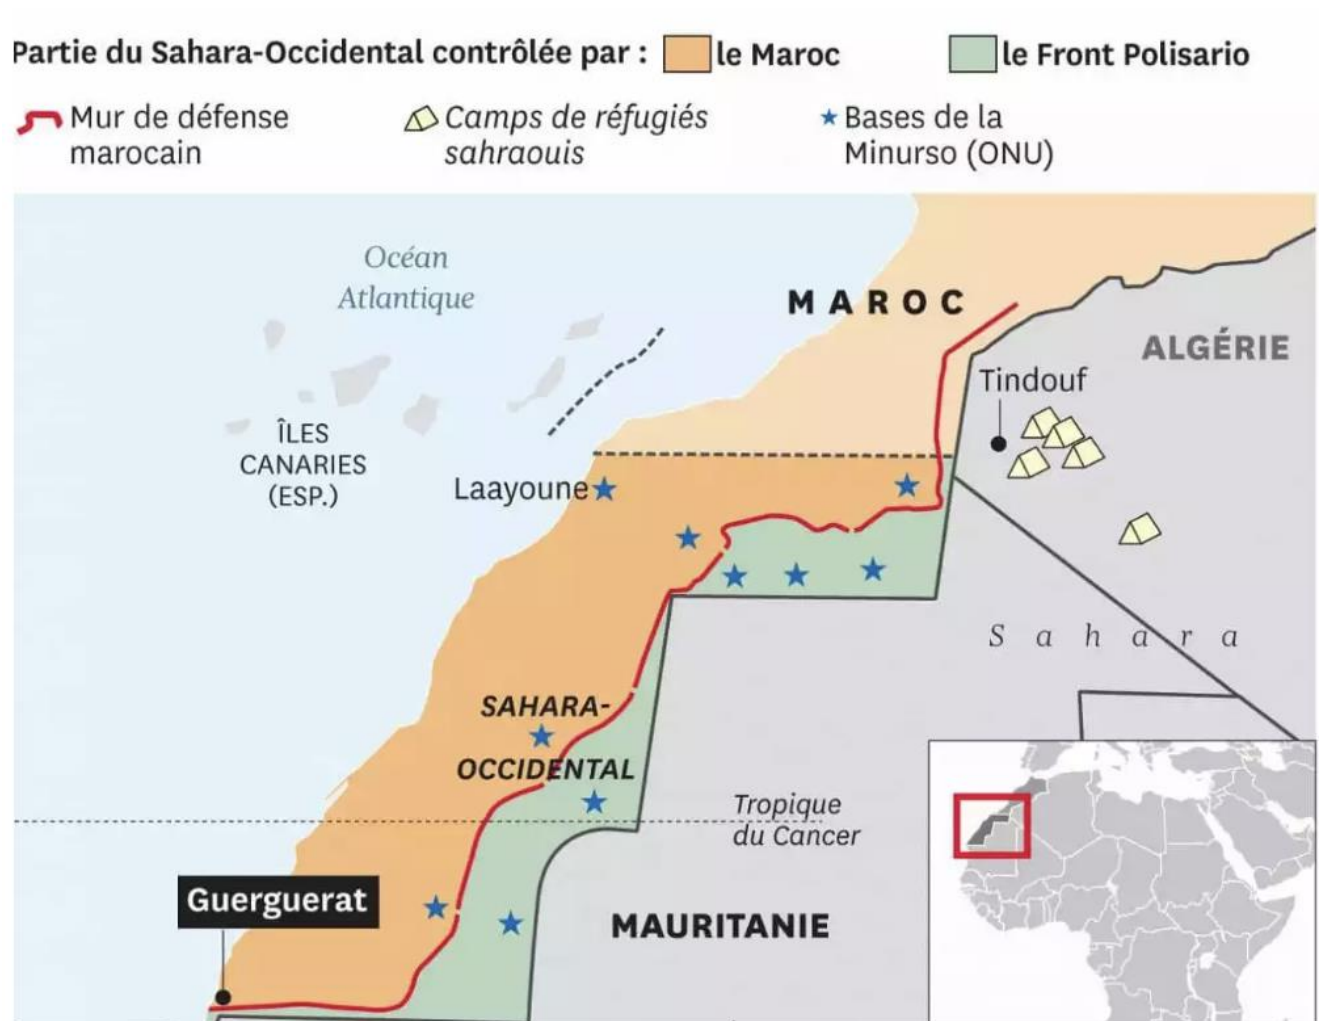 Partie du Sahara-Occidental contrôlée par : le Maroc le Front Polisario
Mur de défense
marocain
Camps de réfugiés
sahraouis
Bases de la
Minurso (ONU)
Océan
Atlantique
MAROC
ALGÉRIE
Tindouf
ÎLES
CANARIES
(ESP.)
Laayoune
Sahara
SAHARA-
OCCIDENTAL
Tropique
du Cancer
Guerguerat
MAURITANIE